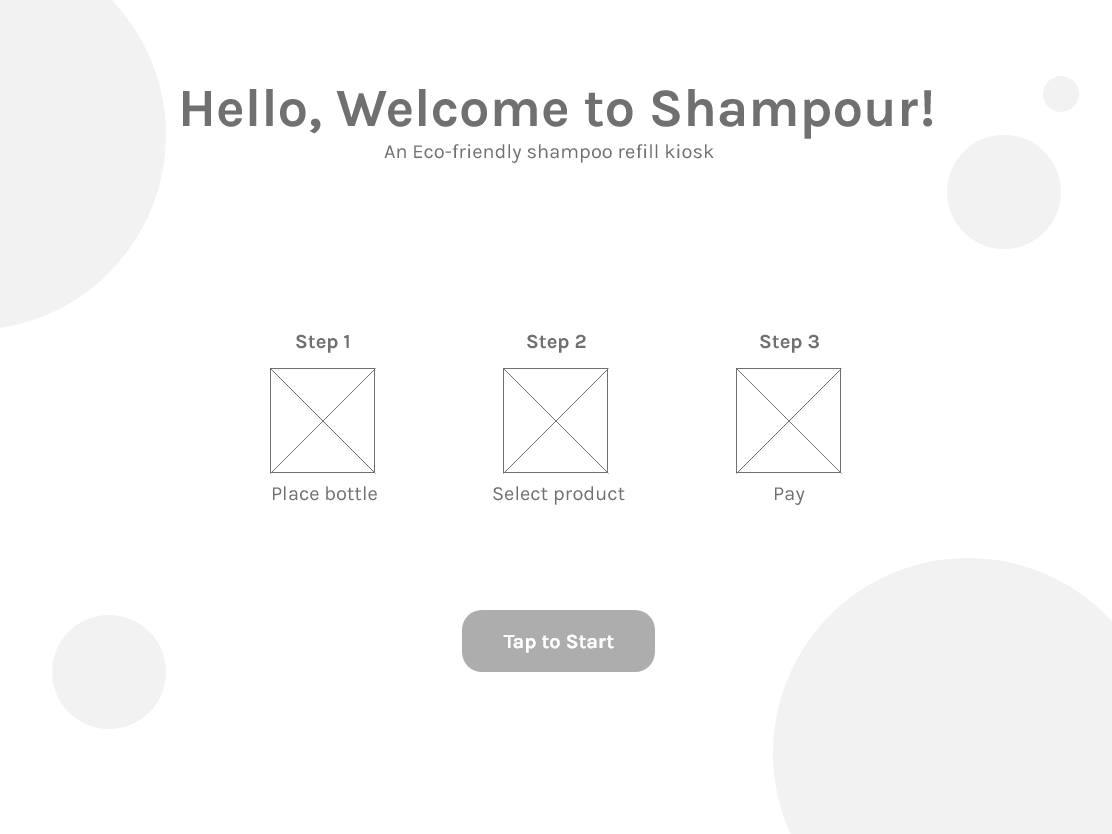 Hello, Welcome to Shampour!
An Eco-friendly shampoo refill kiosk
Step 1
Step 2
Step 3
Place bottle
Select product
Pay
Tap to Start